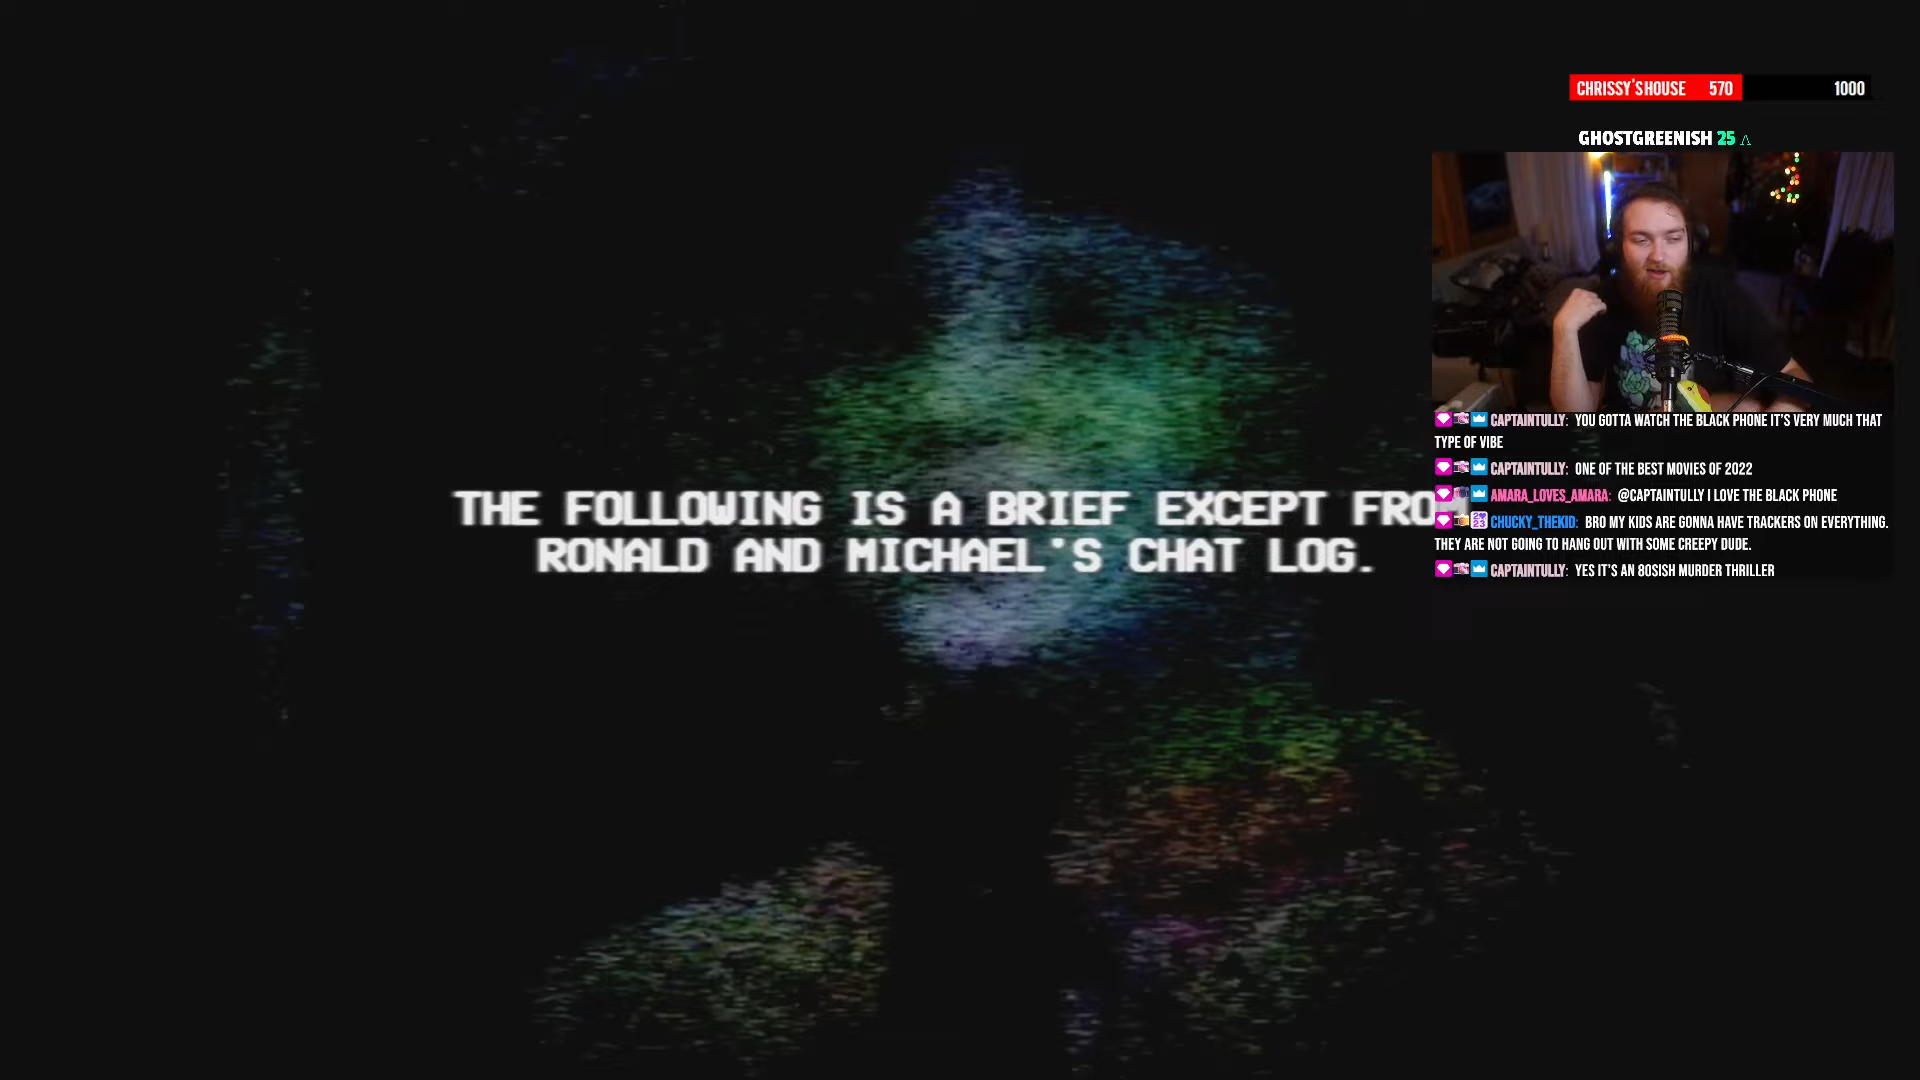 CHRISSY'S HOUSE 570 1000
GHOSTGREENISH 25
THE FOLLOWING IS A BRIEF EXCEPT FRO
RONALD AND MICHAEL'S CHAT LOG.
CAPTAINTULLY: YOU GOTTA WATCH THE BLACK PHONE IT'S VERY MUCH THAT
TYPE OF VIBE
CAPTAINTULLY: ONE OF THE BEST MOVIES OF 2022
AMARA_LOVES_AMARA: @CAPTAINTULLY I LOVE THE BLACK PHONE
CHUCKY_THEKID: BRO MY KIDS ARE GONNA HAVE TRACKERS ON EVERYTHING.
THEY ARE NOT GOING TO HANG OUT WITH SOME CREEPY DUDE.
CAPTAINTULLY: YES IT'S AN 80SISH MURDER THRILLER